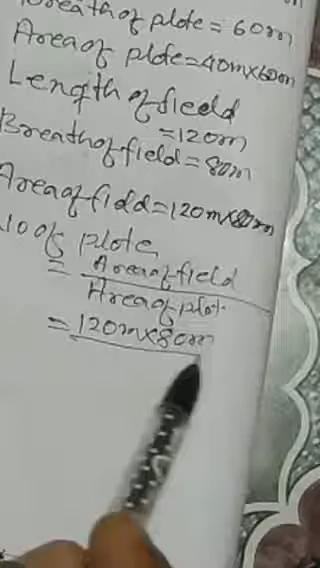 Breath of plote = 60m
Area of plote = 40m x 60m
Length of field
= 120m
Breath of field = 80m
Area of field = 120m x 80m
No of plote
= Area of field
Area of plot
= 120m x 80m